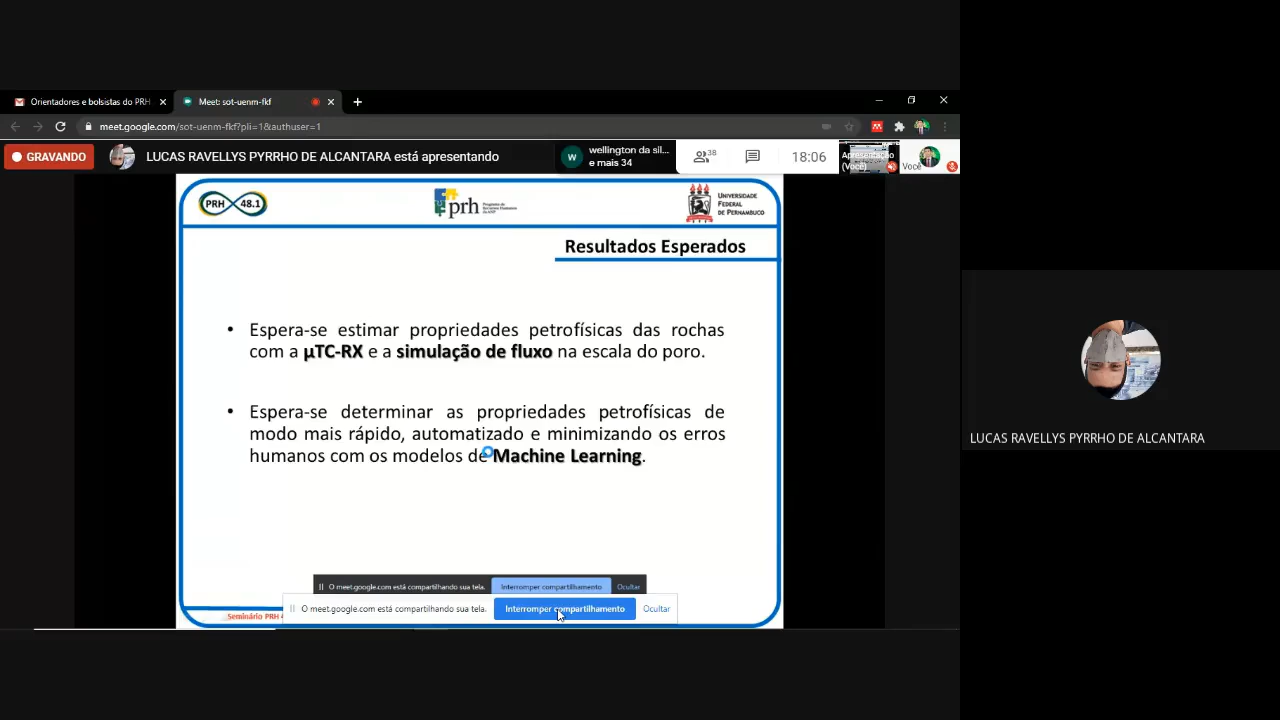 Orientadores e bolsistas do PRH
Meet: sot-uenm-fkf
meet.google.com/sot-uenm-fkf?pli=1&authuser=1
GRAVANDO
LUCAS RAVELLYS PYRRHO DE ALCANTARA está apresentando
W
wellington da sil...
e mais 34
38
18:06
Apresentação
(Você)
Você
PRH 48.1
prh
UNIVERSIDADE
FEDERAL
DE PERNAMBUCO
Resultados Esperados
• Espera-se estimar propriedades petrofísicas das rochas
com a µTC-RX e a simulação de fluxo na escala do poro.
• Espera-se determinar as propriedades petrofísicas de
modo mais rápido, automatizado e minimizando os erros
humanos com os modelos de Machine Learning.
O meet.google.com está compartilhando sua tela. Interromper compartilhamento Ocultar
O meet.google.com está compartilhando sua tela. Interromper compartilhamento Ocultar
Seminário PRH 4
LUCAS RAVELLYS PYRRHO DE ALCANTARA